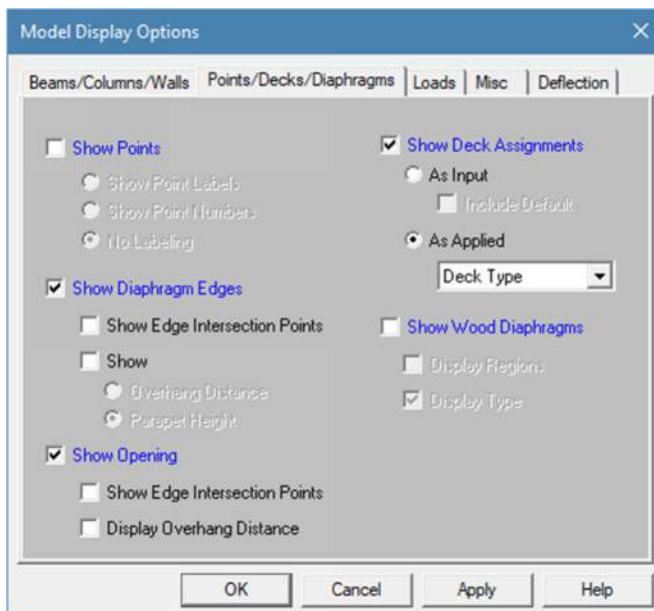 Model Display Options
Beams/Columns/Walls Points/Decks/Diaphragms Loads Misc Deflection
Show Points
Show Point Labels
Show Point Numbers
No Labeling
Show Diaphragm Edges
Show Edge Intersection Points
Show
Overhang Distance
Parapet Height
Show Opening
Show Edge Intersection Points
Display Overhang Distance
Show Deck Assignments
As Input
Include Default
As Applied
Deck Type
Show Wood Diaphragms
Display Regions
Display Type
OK Cancel Apply Help